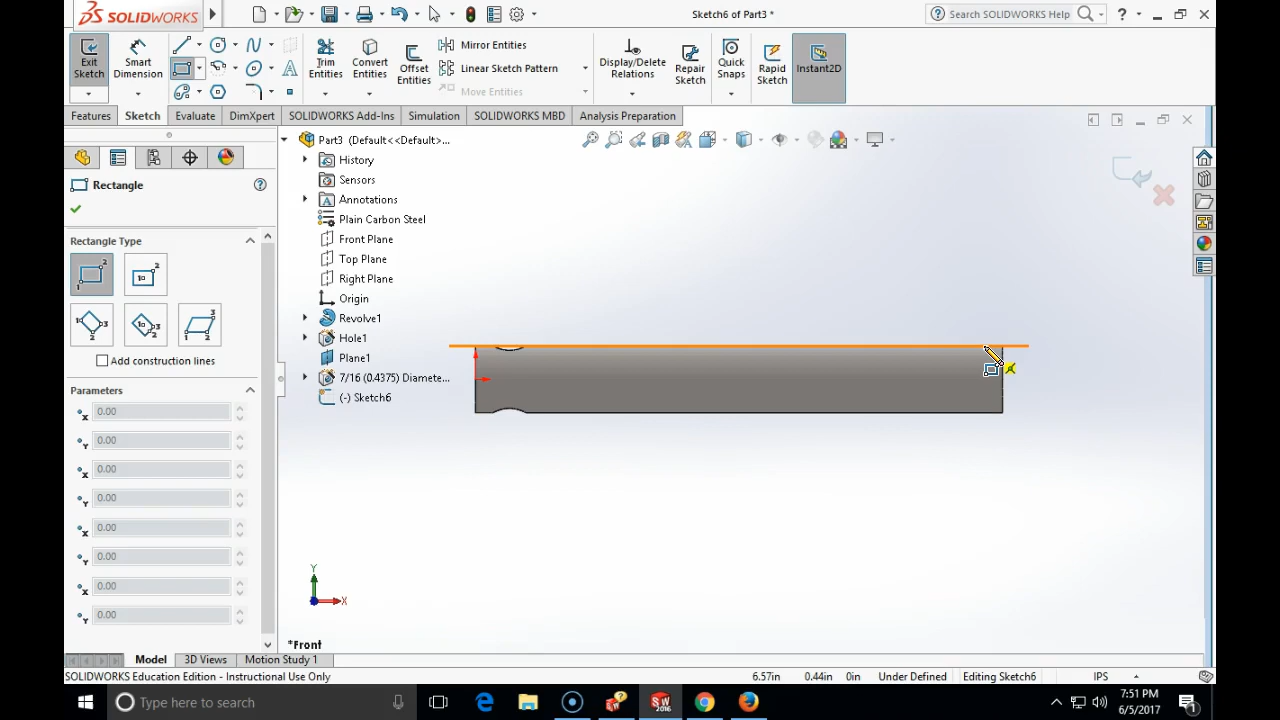 SOLIDWORKS
Sketch6 of Part3 *
Search SOLIDWORKS Help
?
Exit Sketch
Smart Dimension
Trim Entities
Convert Entities
Offset Entities
Mirror Entities
Linear Sketch Pattern
Move Entities
Display/Delete Relations
Repair Sketch
Quick Snaps
Rapid Sketch
Instant2D
Features
Sketch
Evaluate
DimXpert
SOLIDWORKS Add-Ins
Simulation
SOLIDWORKS MBD
Analysis Preparation
Part3 (Default<<Default>...
History
Sensors
Annotations
Plain Carbon Steel
Front Plane
Top Plane
Right Plane
Origin
Revolve1
Hole1
Plane1
7/16 (0.4375) Diamete...
(-) Sketch6
Rectangle
?
Rectangle Type
Add construction lines
Parameters
0.00
0.00
0.00
0.00
0.00
0.00
0.00
0.00
Y
X
*Front
Model
3D Views
Motion Study 1
SOLIDWORKS Education Edition - Instructional Use Only
6.57in
0.44in
0in
Under Defined
Editing Sketch6
IPS
Type here to search
7:51 PM
6/5/2017